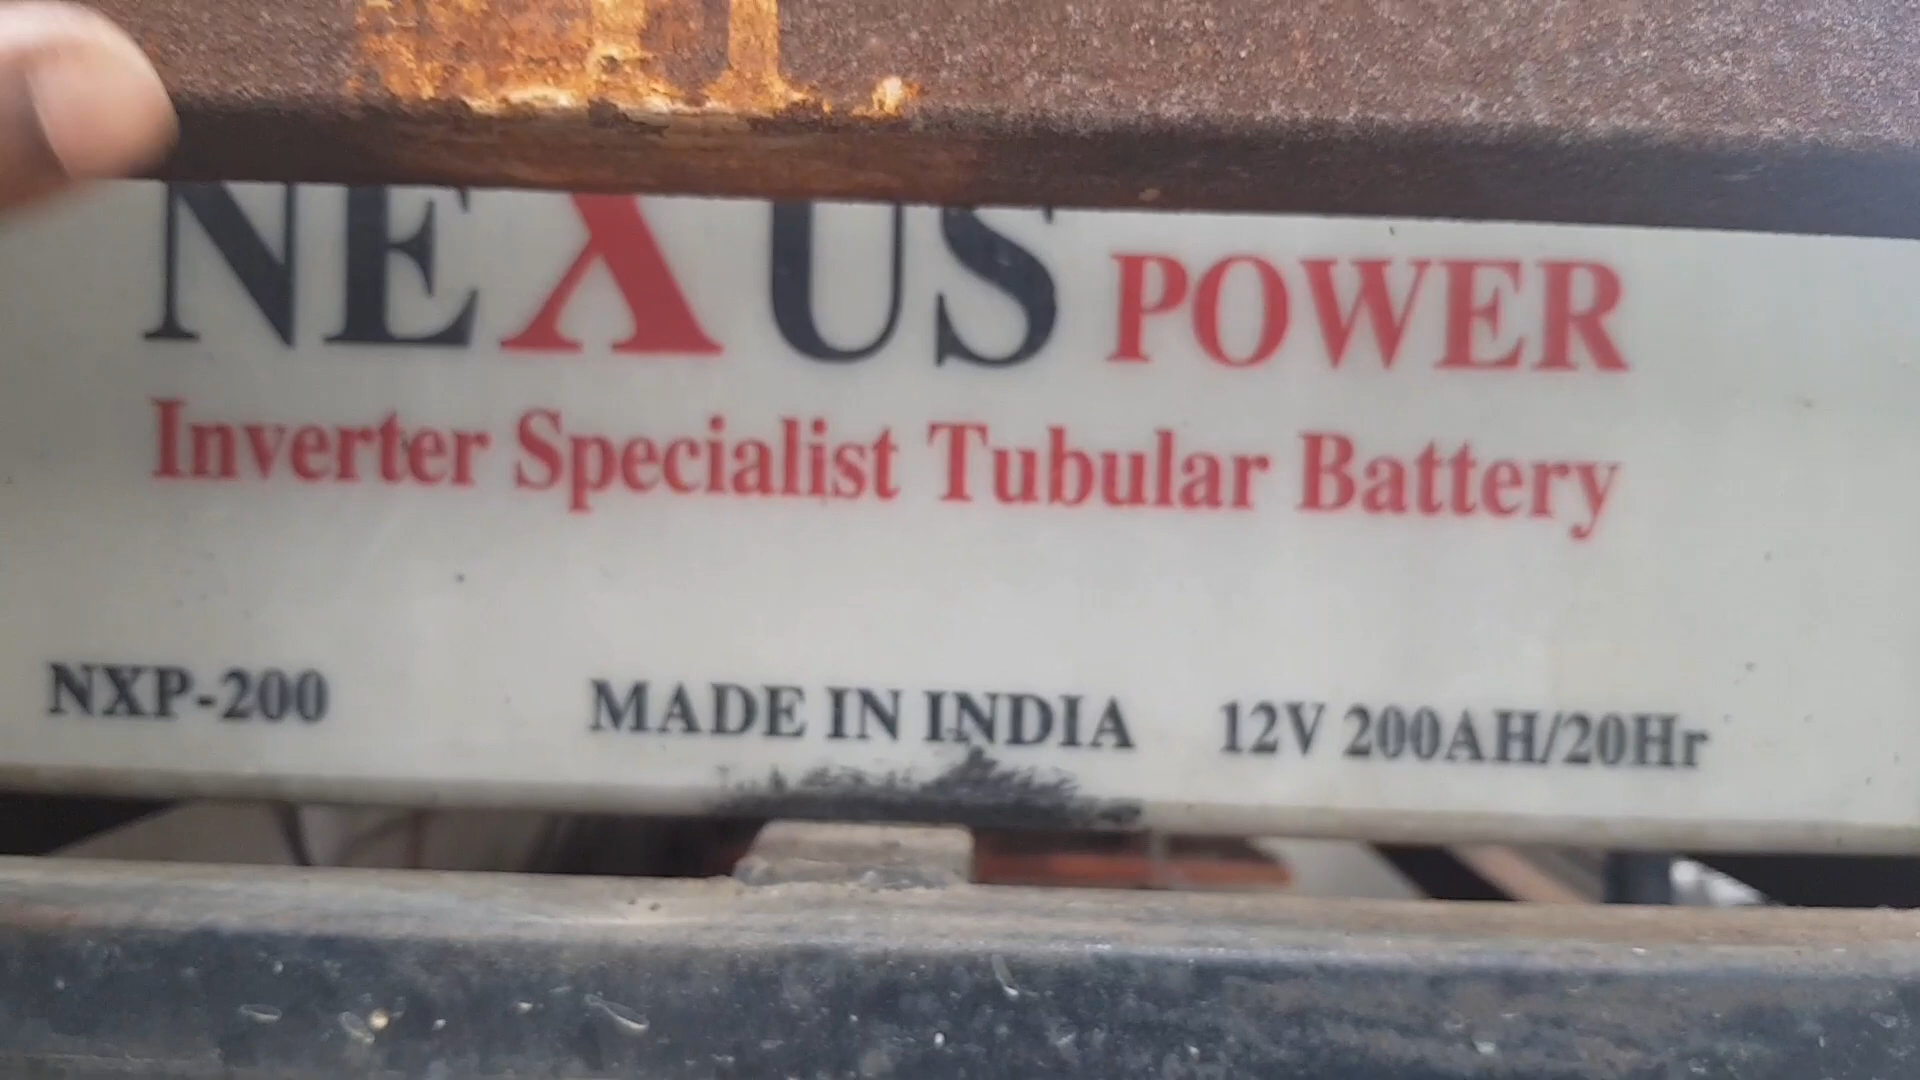 NEXUS POWER
Inverter Specialist Tubular Battery
NXP-200 MADE IN INDIA 12V 200AH/20Hr